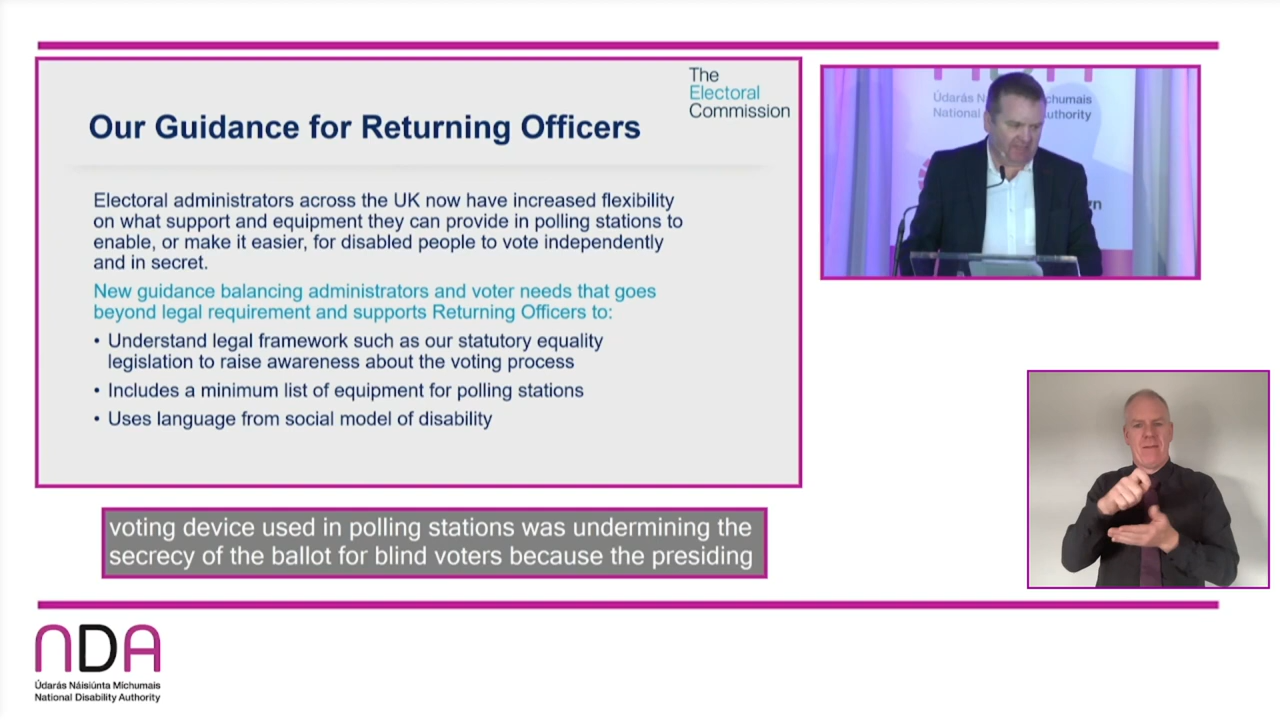 The
Electoral
Commission
Our Guidance for Returning Officers
Electoral administrators across the UK now have increased flexibility
on what support and equipment they can provide in polling stations to
enable, or make it easier, for disabled people to vote independently
and in secret.
New guidance balancing administrators and voter needs that goes
beyond legal requirement and supports Returning Officers to:
• Understand legal framework such as our statutory equality
legislation to raise awareness about the voting process
• Includes a minimum list of equipment for polling stations
• Uses language from social model of disability
Údarás N chumais
National uthority
voting device used in polling stations was undermining the
secrecy of the ballot for blind voters because the presiding
NDA
Údarás Náisiúnta Míchumais
National Disability Authority